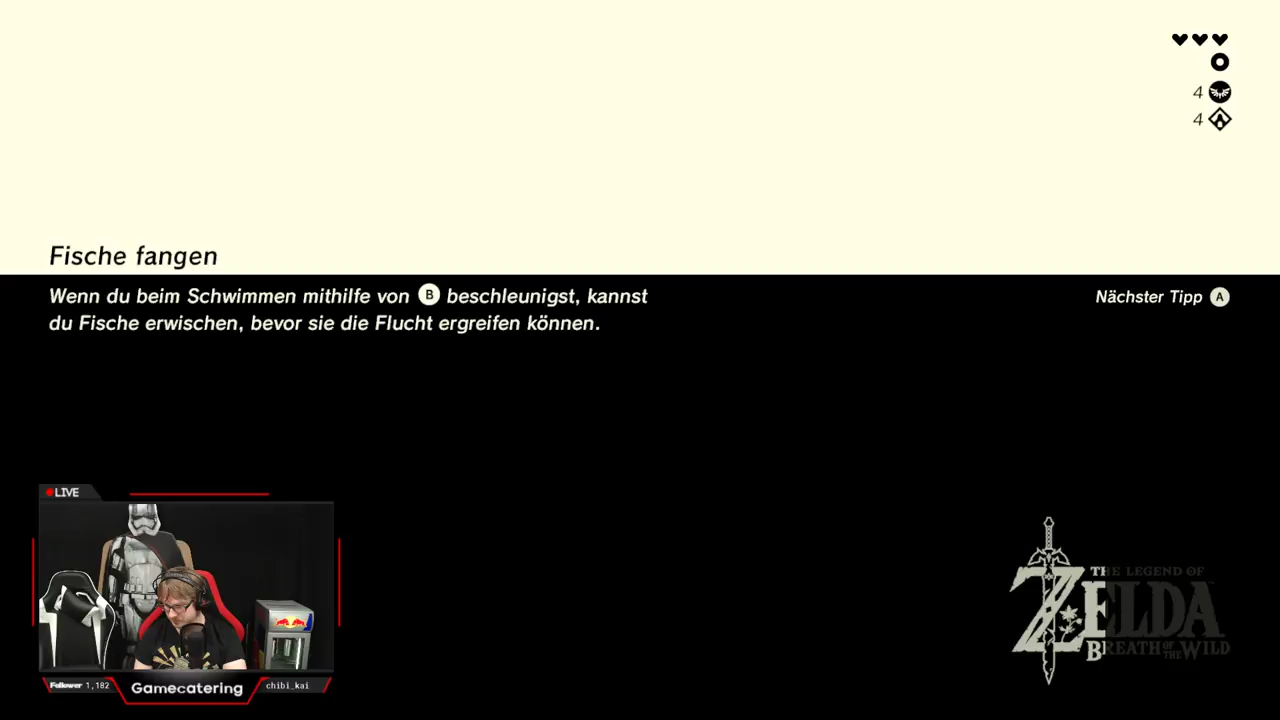 4
4
Fische fangen
Wenn du beim Schwimmen mithilfe von B beschleunigst, kannst
du Fische erwischen, bevor sie die Flucht ergreifen können.
Nächster Tipp A
LIVE
Follower 1,182
Gamecatering
chibi_kai
THE LEGEND OF
ZELDA
BREATH OF THE WILD